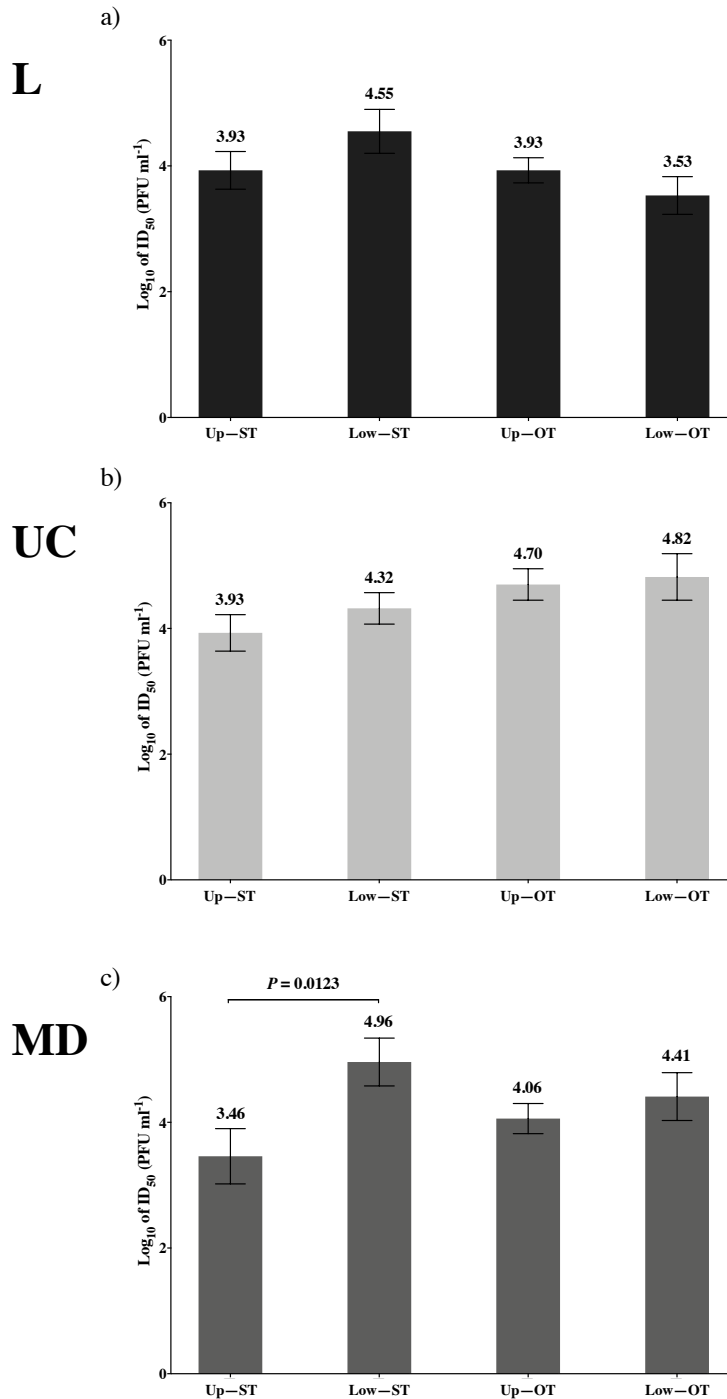 a)
L
Log10 of ID50 (PFU ml-1)
6
4
2
0
3.93
4.55
3.93
3.53
Up—ST
Low—ST
Up—OT
Low—OT
b)
UC
Log10 of ID50 (PFU ml-1)
6
4
2
0
3.93
4.32
4.70
4.82
Up—ST
Low—ST
Up—OT
Low—OT
c)
MD
Log10 of ID50 (PFU ml-1)
6
4
2
0
P = 0.0123
3.46
4.96
4.06
4.41
Up—ST
Low—ST
Up—OT
Low—OT